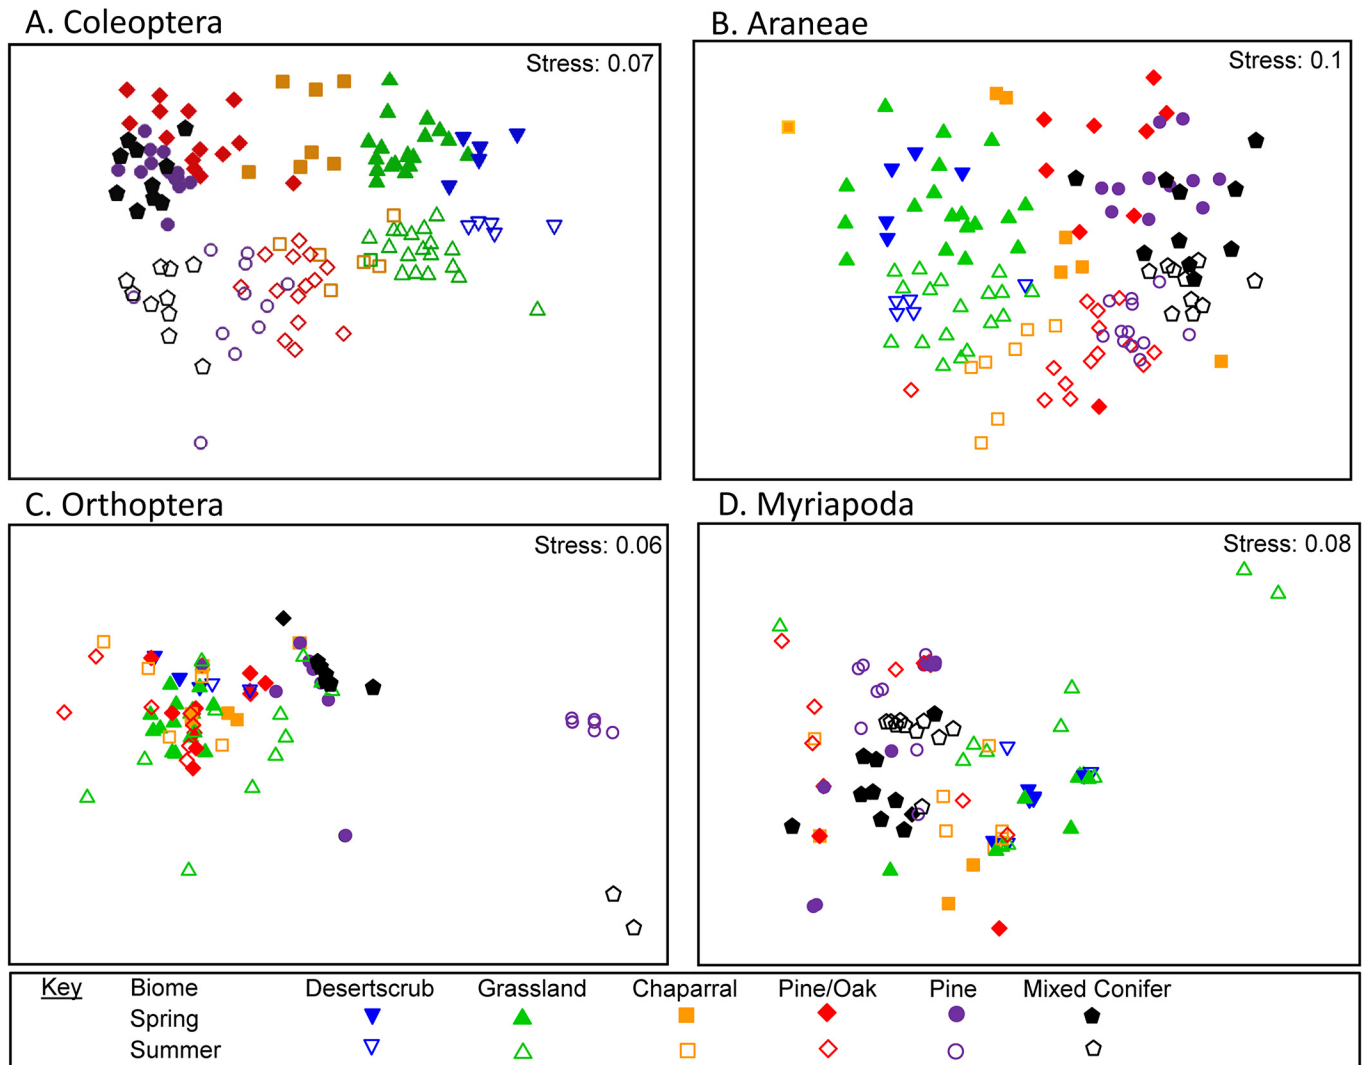 A. Coleoptera
Stress: 0.07
B. Araneae
Stress: 0.1
C. Orthoptera
Stress: 0.06
D. Myriapoda
Stress: 0.08
Key Biome Desertscrub Grassland Chaparral Pine/Oak Pine Mixed Conifer
Spring
Summer